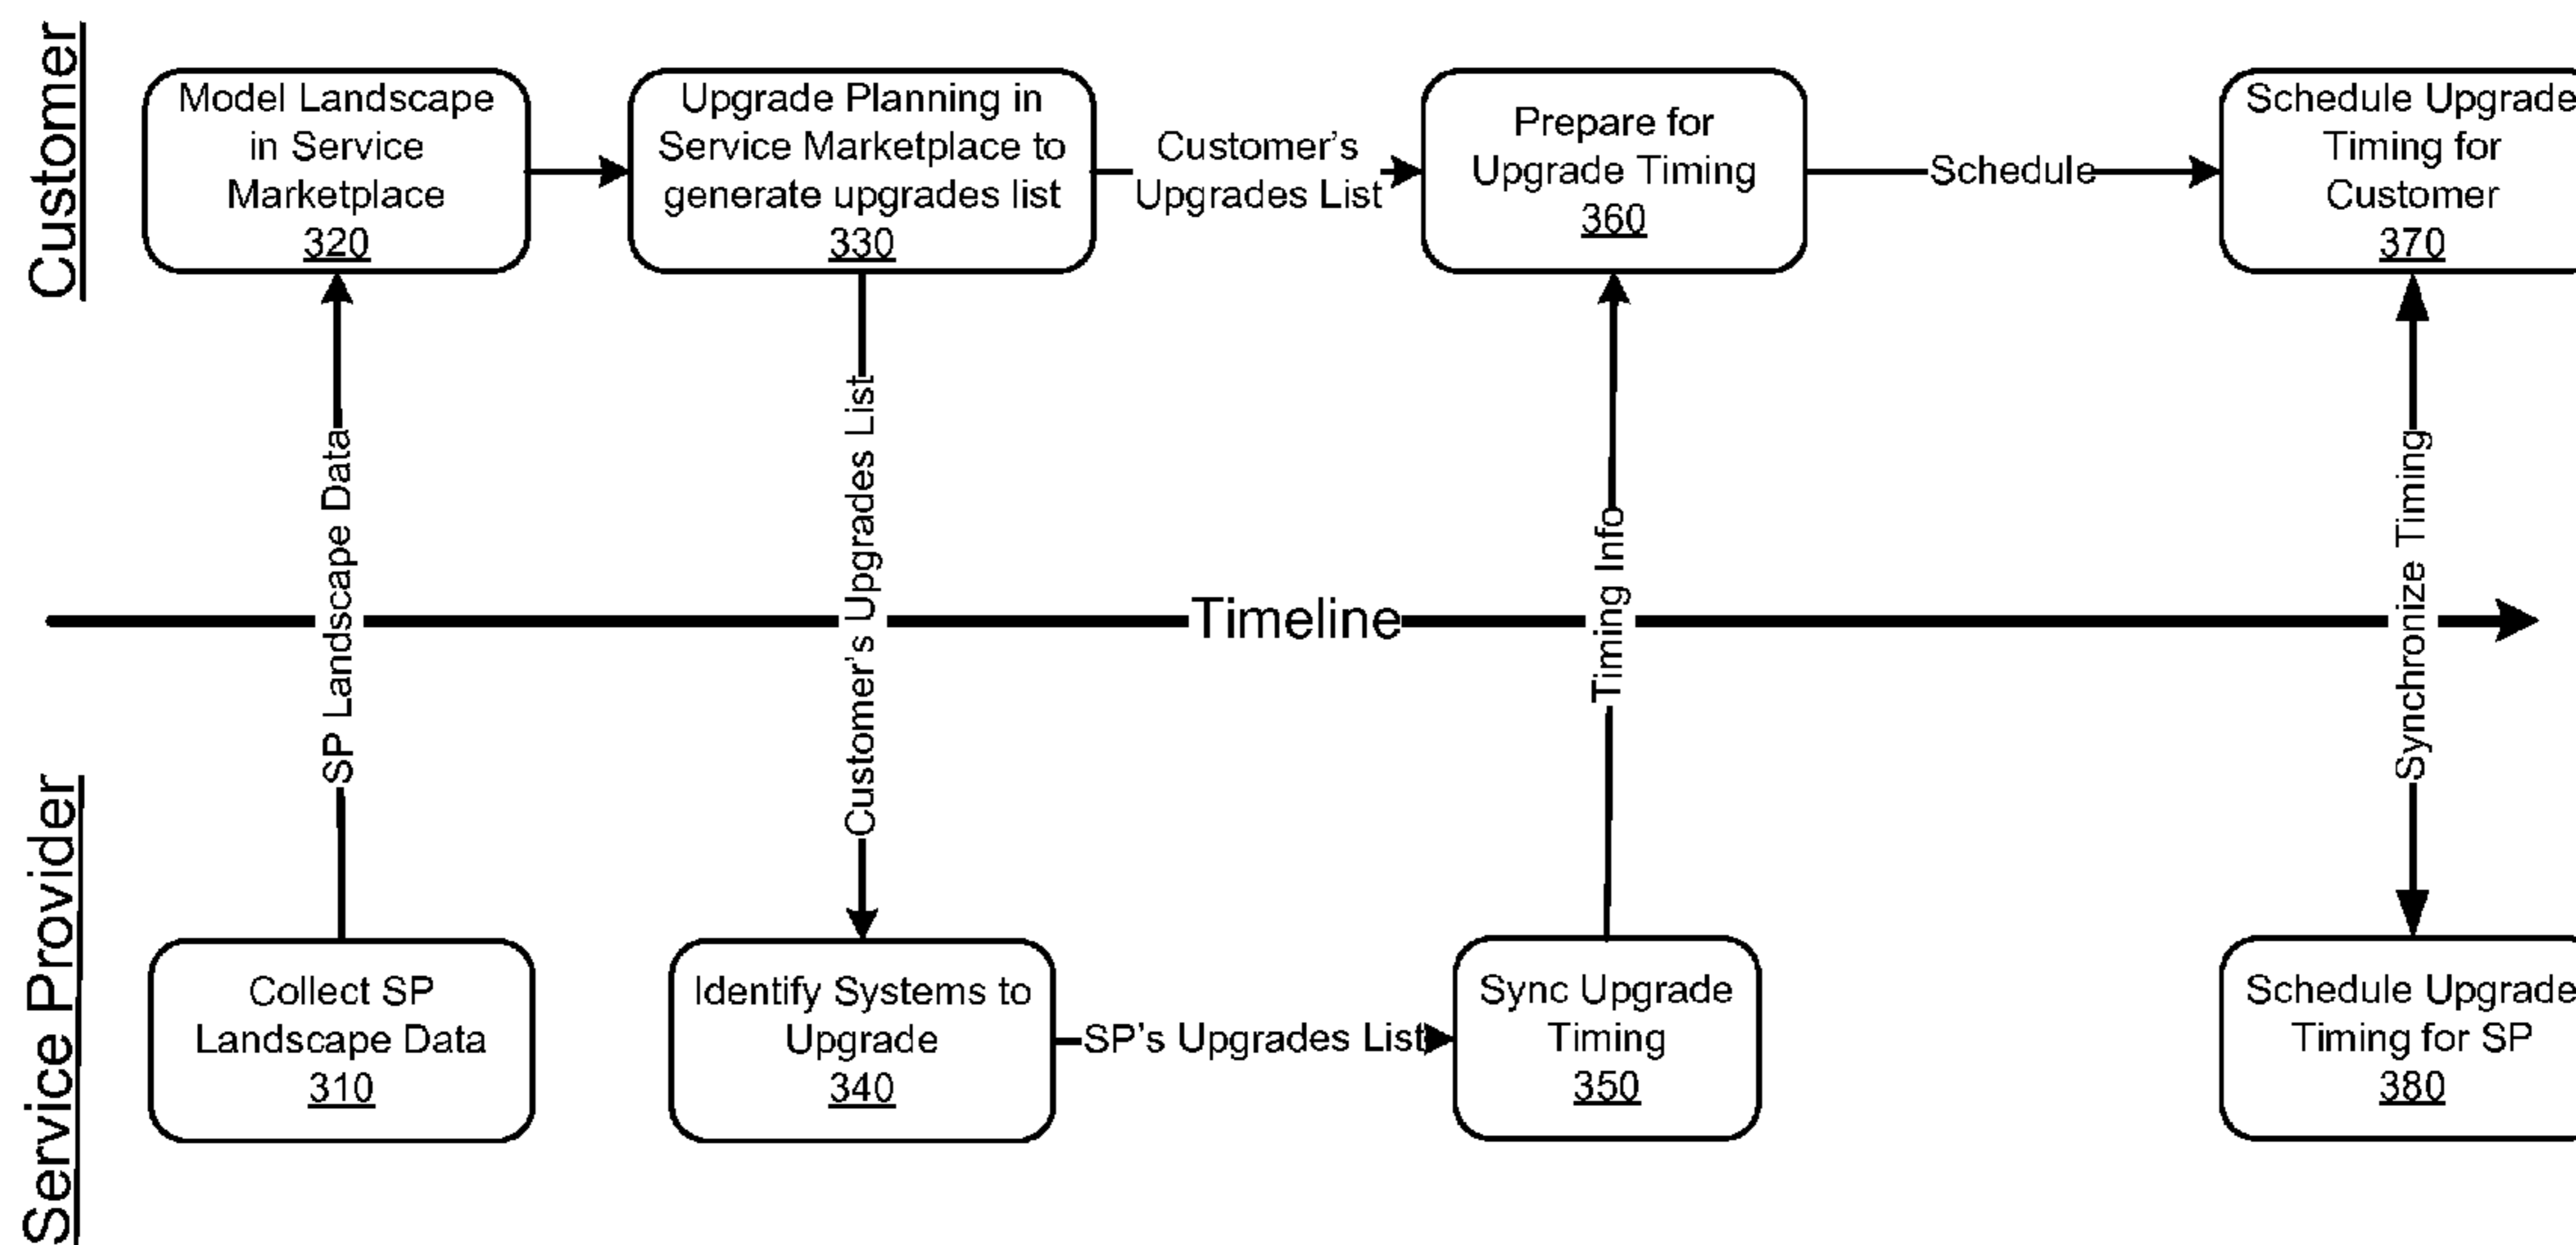 Customer
Model Landscape
in Service
Marketplace
320
Upgrade Planning in
Service Marketplace to
generate upgrades list
330
Customer's
Upgrades List
Prepare for
Upgrade Timing
360
Schedule
Schedule Upgrade
Timing for
Customer
370
SP Landscape Data
Customer's Upgrades List
Timing Info
Synchronize Timing
Timeline
Service Provider
Collect SP
Landscape Data
310
Identify Systems to
Upgrade
340
SP's Upgrades List
Sync Upgrade
Timing
350
Schedule Upgrade
Timing for SP
380